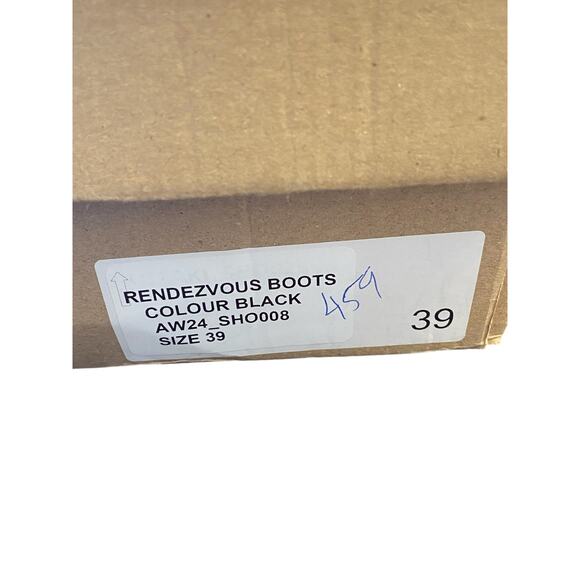 RENDEZVOUS BOOTS
COLOUR BLACK
AW24_SHO008
SIZE 39
459
39